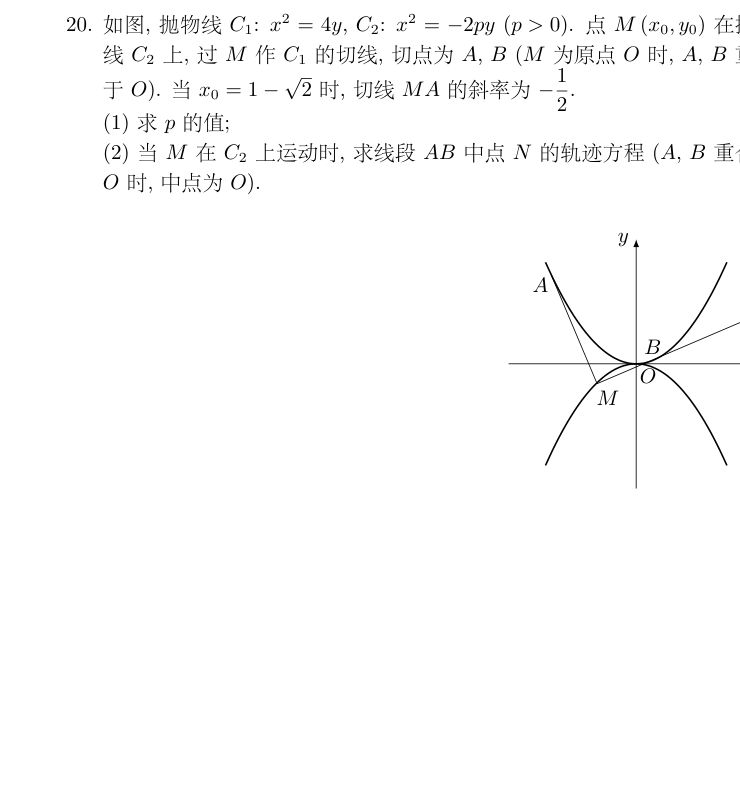 20. 如图, 抛物线 C₁: x² = 4y, C₂: x² = −2py (p > 0). 点 M (x₀, y₀) 在
线 C₂ 上, 过 M 作 C₁ 的切线, 切点为 A, B (M 为原点 O 时, A, B
于 O). 当 x₀ = 1 − √2 时, 切线 MA 的斜率为 −1/2.
(1) 求 p 的值;
(2) 当 M 在 C₂ 上运动时, 求线段 AB 中点 N 的轨迹方程 (A, B 重
O 时, 中点为 O).
y
A
B
O
M